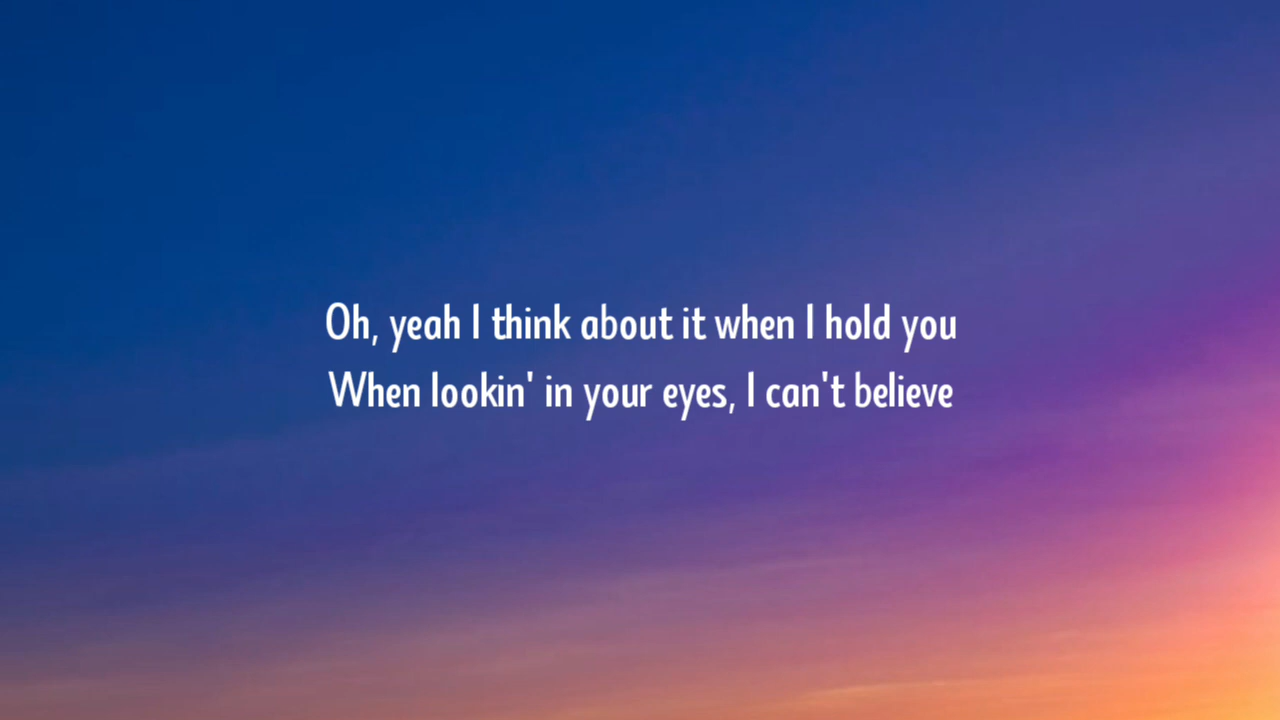 Oh, yeah I think about it when I hold you
When lookin' in your eyes, I can't believe